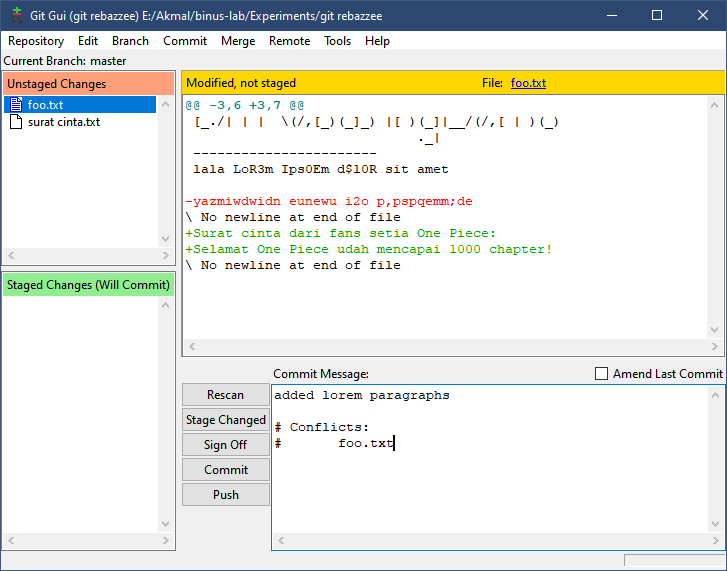 Git Gui (git rebazzee) E:/Akmal/binus-lab/Experiments/git rebazzee
Repository Edit Branch Commit Merge Remote Tools Help
Current Branch: master
Unstaged Changes
foo.txt
surat cinta.txt
Staged Changes (Will Commit)
Modified, not staged File: foo.txt
@@ -3,6 +3,7 @@
 [_./| | |  \(/,[_)(_]_) |[ )(_]|__/(/,[ | )(_)
                             ._|
 -----------------------
 lala LoR3m Ips0Em d$l0R sit amet
-yazmiwdwidn eunewu i2o p,pspqemm;de
\ No newline at end of file
+Surat cinta dari fans setia One Piece:
+Selamat One Piece udah mencapai 1000 chapter!
\ No newline at end of file
Commit Message: Amend Last Commit
Rescan
Stage Changed
Sign Off
Commit
Push
added lorem paragraphs
# Conflicts:
#       foo.txt